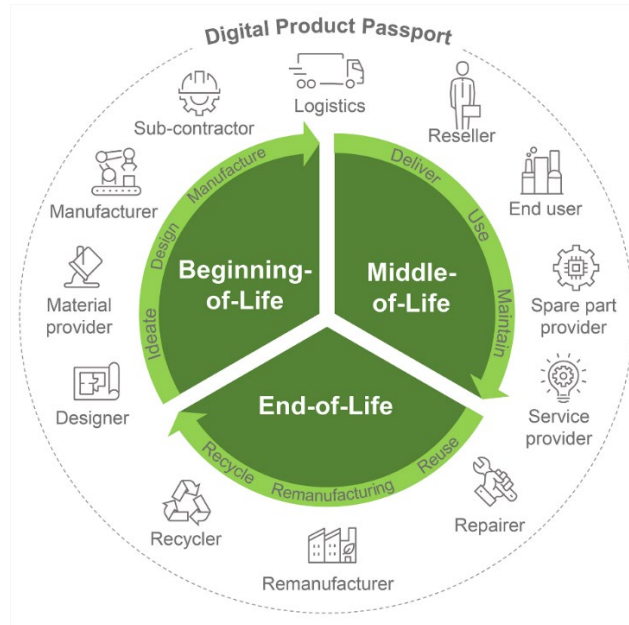 Digital Product Passport
Logistics
Reseller
End user
Spare part
provider
Service
provider
Repairer
Remanufacturer
Recycler
Designer
Material
provider
Manufacturer
Sub-contractor
Beginning-
of-Life
Ideate
Design
Manufacture
Middle-
of-Life
Deliver
Use
Maintain
End-of-Life
Reuse
Remanufacturing
Recycle